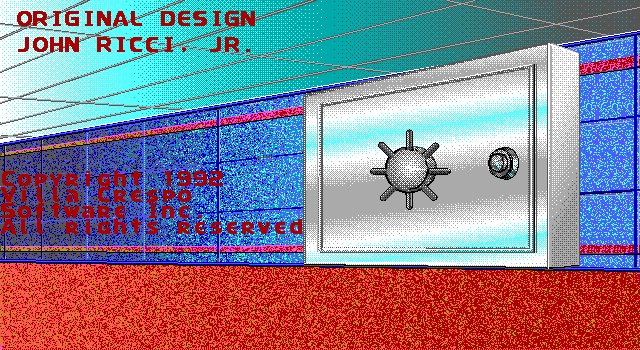 ORIGINAL DESIGN
JOHN RICCI, JR.
Copyright 1992
Villa Crespo
Software Inc.
All rights reserved